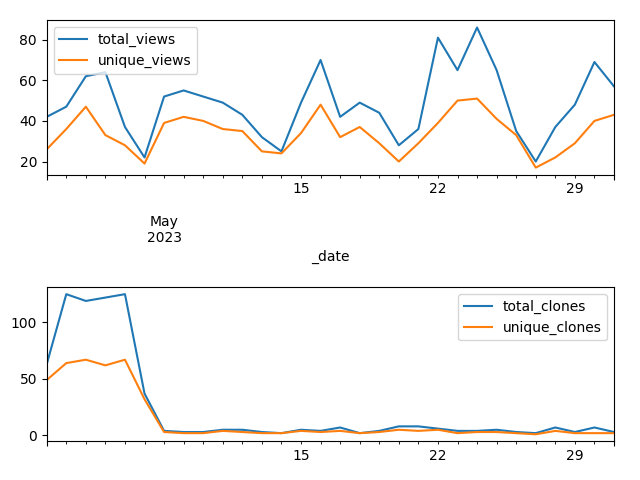 80
60
40
20
total_views
unique_views
15
22
29
May
2023
_date
100
50
0
total_clones
unique_clones
15
22
29